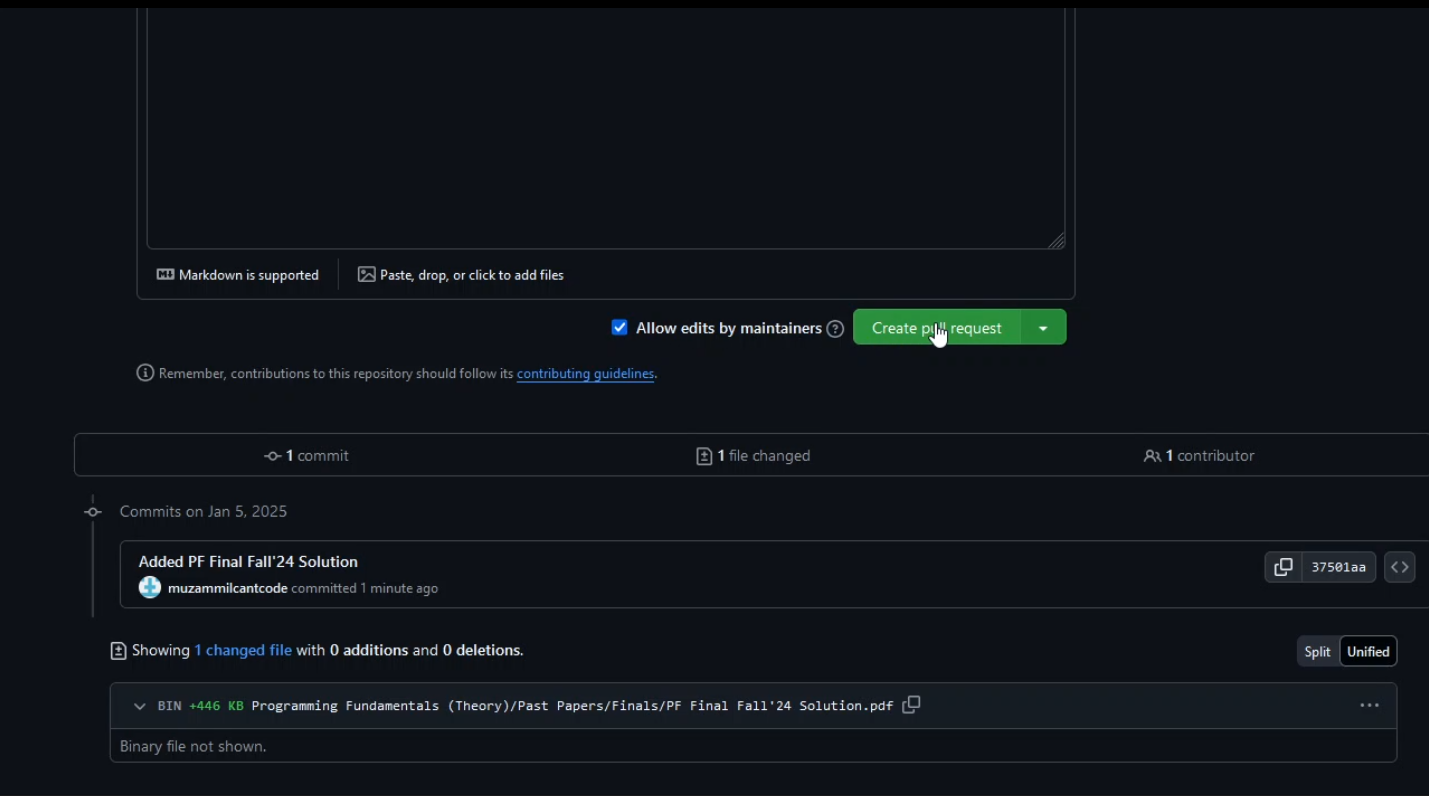 Markdown is supported Paste, drop, or click to add files
Allow edits by maintainers Create pull request
Remember, contributions to this repository should follow its contributing guidelines.
1 commit 1 file changed 1 contributor
Commits on Jan 5, 2025
Added PF Final Fall'24 Solution
37501aa
muzammilcantcode committed 1 minute ago
Showing 1 changed file with 0 additions and 0 deletions.
Split Unified
BIN +446 KB Programming Fundamentals (Theory)/Past Papers/Finals/PF Final Fall'24 Solution.pdf
Binary file not shown.